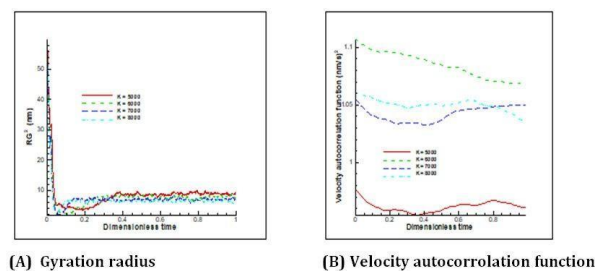 (A)
(B)
RG² (nm)
50
40
30
20
10
K = 5000
K = 6000
K = 7000
K = 8000
0
0.2
0.4
0.6
0.8
1
Dimensionless time
Velocity autocorrelation function (nm/s)²
1.1
1.05
1
K = 5000
K = 6000
K = 7000
K = 8000
0
0.2
0.4
0.6
0.8
Dimensionless time
(A) Gyration radius
(B) Velocity autocorrolation function